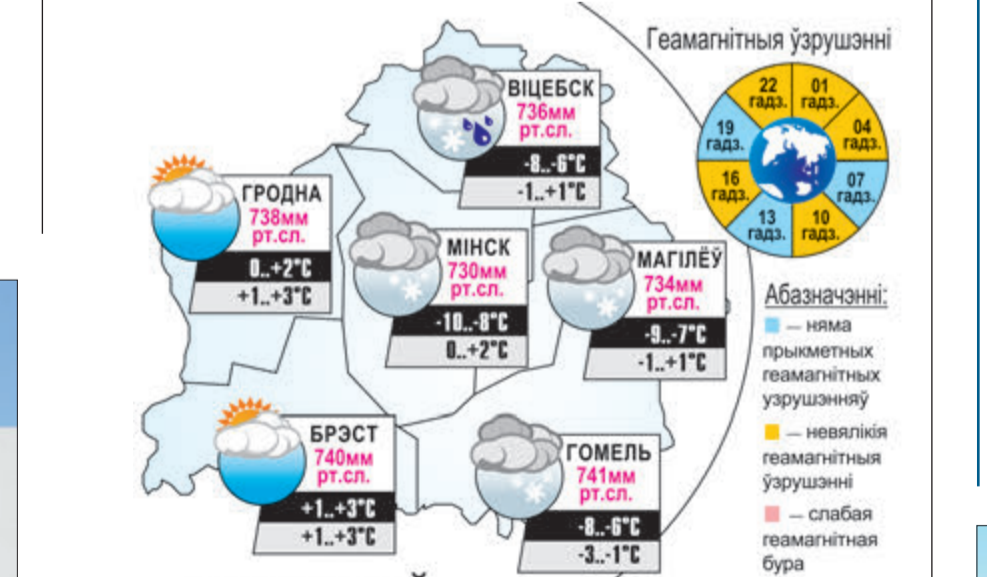 Геамагнітныя ўзрушэнні
22 гадз.
01 гадз.
04 гадз.
07 гадз.
10 гадз.
13 гадз.
16 гадз.
19 гадз.
ВІЦЕБСК
736мм
рт.сл.
-8..-6°C
-1..+1°C
ГРОДНА
738мм
рт.сл.
0..+2°C
+1..+3°C
МІНСК
730мм
рт.сл.
-10..-8°C
0..+2°C
МАГІЛЁЎ
734мм
рт.сл.
-9..-7°C
-1..+1°C
БРЭСТ
740мм
рт.сл.
+1..+3°C
+1..+3°C
ГОМЕЛЬ
741мм
рт.сл.
-8..-6°C
-3..-1°C
Абазначэнні:
— няма
прыкметных
геамагнітных
узрушэнняў
— невялікія
геамагнітныя
ўзрушэнні
— слабая
геамагнітная
бура